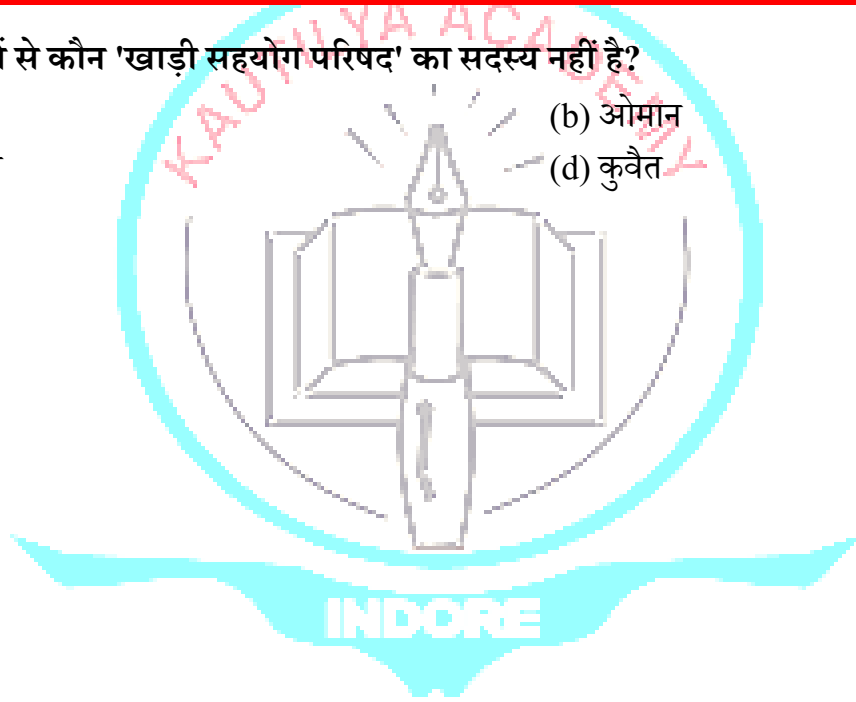 से कौन 'खाड़ी सहयोग परिषद' का सदस्य नहीं है?
(b) ओमान
(d) कुवैत
KAUTILYA ACADEMY
INDORE